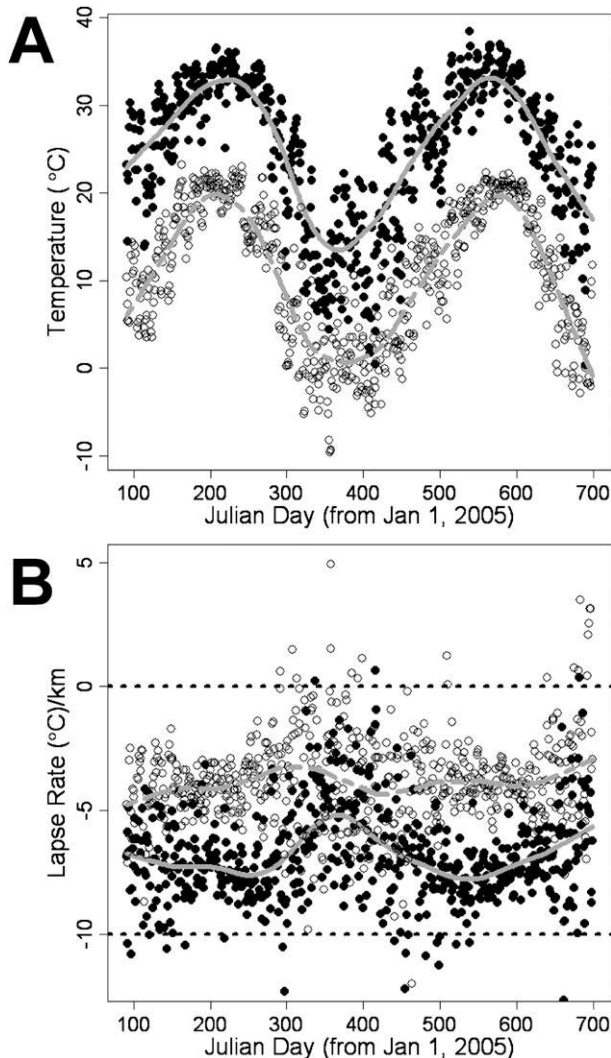 A
40
30
20
10
0
-10
Temperature ( °C)
100 200 300 400 500 600 700
Julian Day (from Jan 1, 2005)
B
5
0
-5
-10
Lapse Rate (°C)/km
100 200 300 400 500 600 700
Julian Day (from Jan 1, 2005)